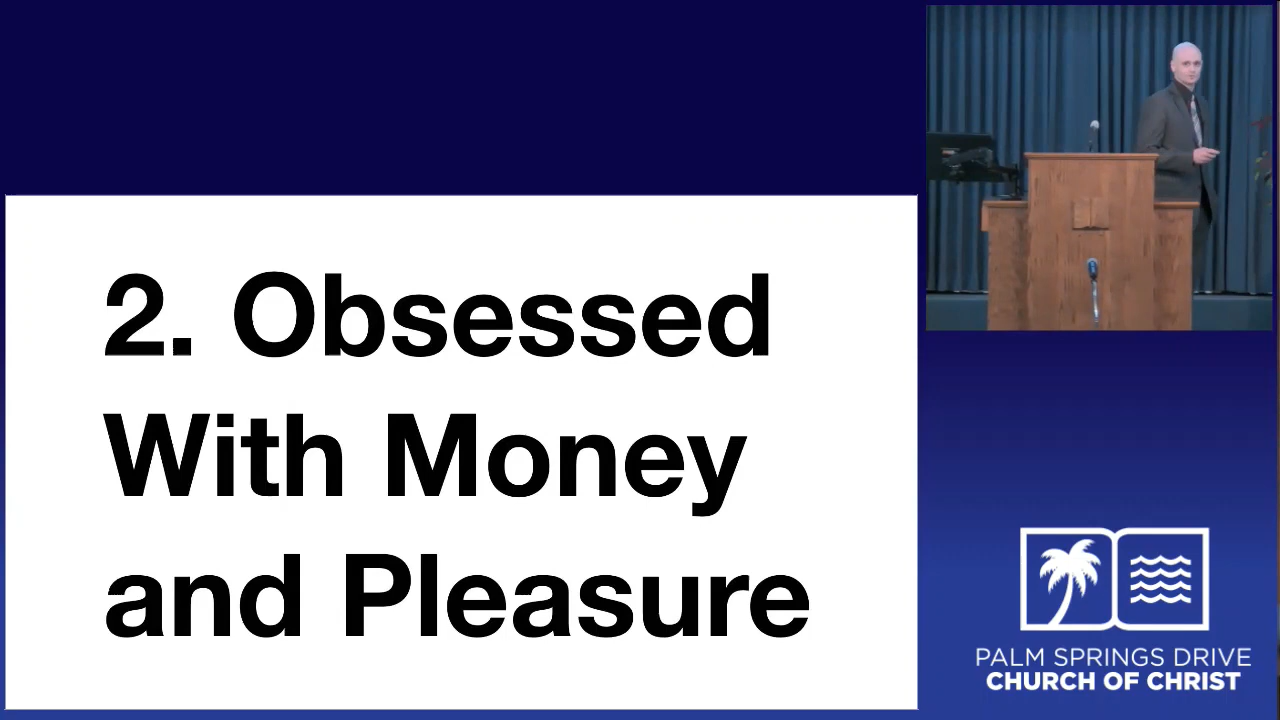 2. Obsessed
With Money
and Pleasure
PALM SPRINGS DRIVE
CHURCH OF CHRIST